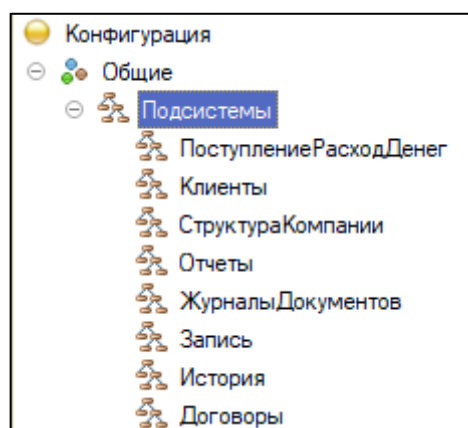 Конфигурация
Общие
Подсистемы
ПоступлениеРасходДенег
Клиенты
СтруктураКомпании
Отчеты
ЖурналыДокументов
Запись
История
Договоры